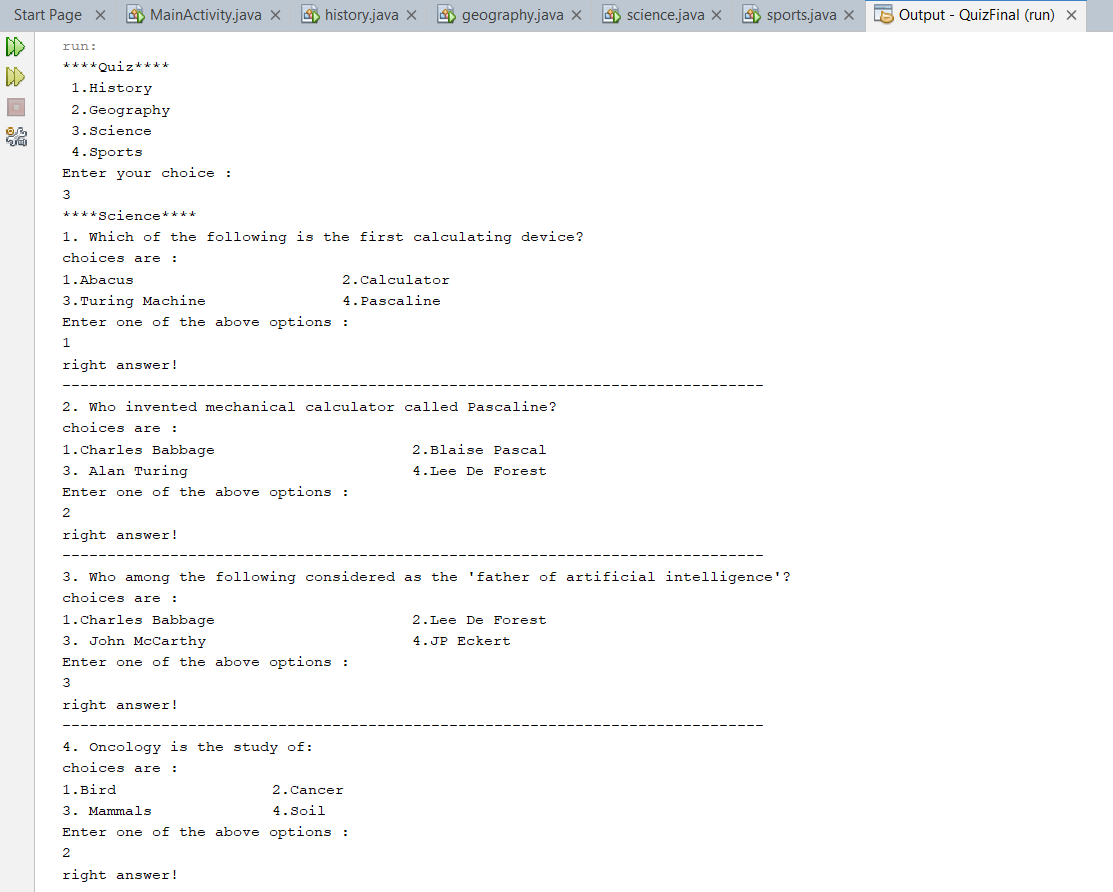 Start Page MainActivity.java history.java geography.java science.java sports.java Output - QuizFinal (run)
run:
****Quiz****
1.History
2.Geography
3.Science
4.Sports
Enter your choice :
3
****Science****
1. Which of the following is the first calculating device?
choices are :
1.Abacus 2.Calculator
3.Turing Machine 4.Pascaline
Enter one of the above options :
1
right answer!
------------------------------------------------------------------------------
2. Who invented mechanical calculator called Pascaline?
choices are :
1.Charles Babbage 2.Blaise Pascal
3. Alan Turing 4.Lee De Forest
Enter one of the above options :
2
right answer!
------------------------------------------------------------------------------
3. Who among the following considered as the 'father of artificial intelligence'?
choices are :
1.Charles Babbage 2.Lee De Forest
3. John McCarthy 4.JP Eckert
Enter one of the above options :
3
right answer!
------------------------------------------------------------------------------
4. Oncology is the study of:
choices are :
1.Bird 2.Cancer
3. Mammals 4.Soil
Enter one of the above options :
2
right answer!